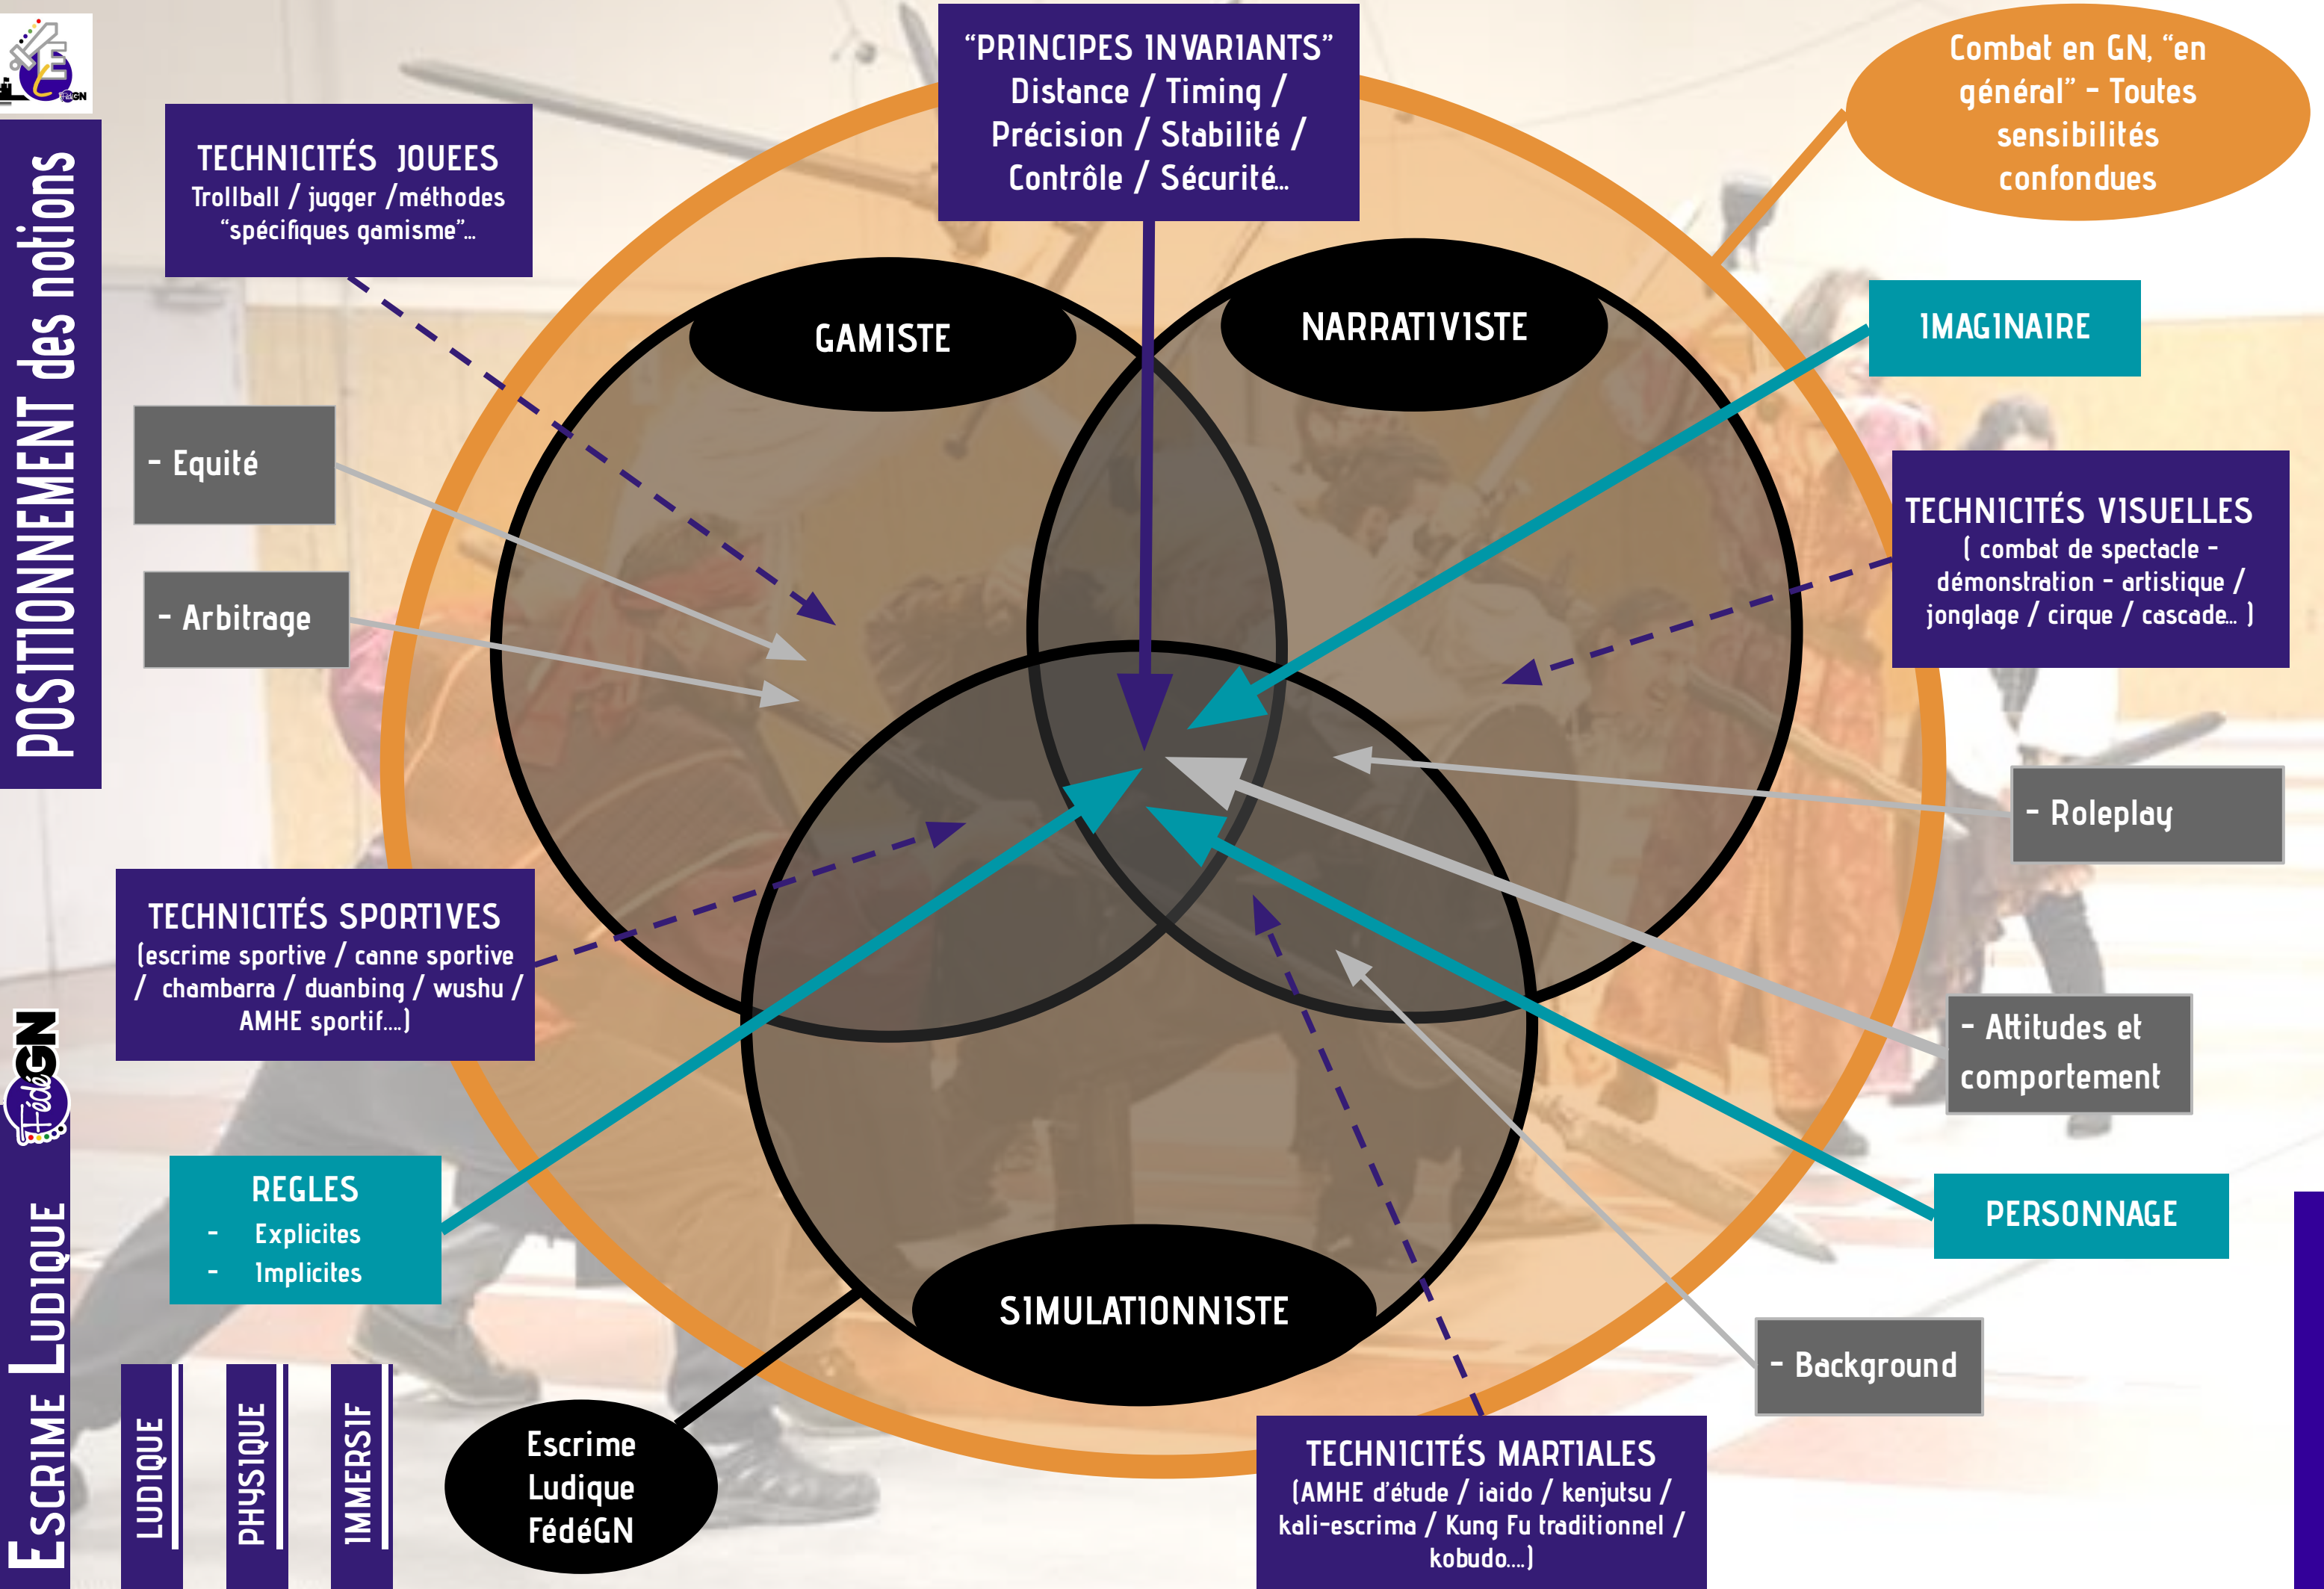 POSITIONNEMENT des notions
“PRINCIPES INVARIANTS”
Distance / Timing /
Précision / Stabilité /
Contrôle / Sécurité...
Combat en GN, “en
général” - Toutes
sensibilités
confondues
TECHNICITÉS JOUEES
Trollball / jugger /méthodes
“spécifiques gamisme”...
GAMISTE
NARRATIVISTE
IMAGINAIRE
- Equité
TECHNICITÉS VISUELLES
( combat de spectacle -
démonstration - artistique /
jonglage / cirque / cascade... )
- Arbitrage
- Roleplay
TECHNICITÉS SPORTIVES
(escrime sportive / canne sportive
/ chambarra / duanbing / wushu /
AMHE sportif....)
- Attitudes et
comportement
REGLES
- Explicites
- Implicites
PERSONNAGE
SIMULATIONNISTE
- Background
Escrime
Ludique
FédéGN
TECHNICITÉS MARTIALES
(AMHE d’étude / iaido / kenjutsu /
kali-escrima / Kung Fu traditionnel /
kobudo....)
FédéGN
ESCRIME LUDIQUE
LUDIQUE
PHYSIQUE
IMMERSIF